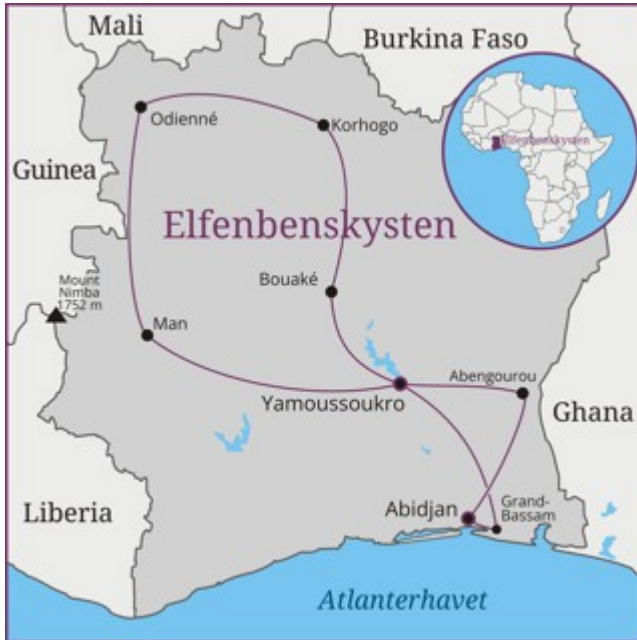 Mali
Burkina Faso
Odienné
Korhogo
Elfenbenskysten
Guinea
Elfenbenskysten
Mount
Nimba
1752 m
Bouaké
Man
Abengourou
Yamoussoukro
Ghana
Abidjan
Grand-
Bassam
Liberia
Atlanterhavet